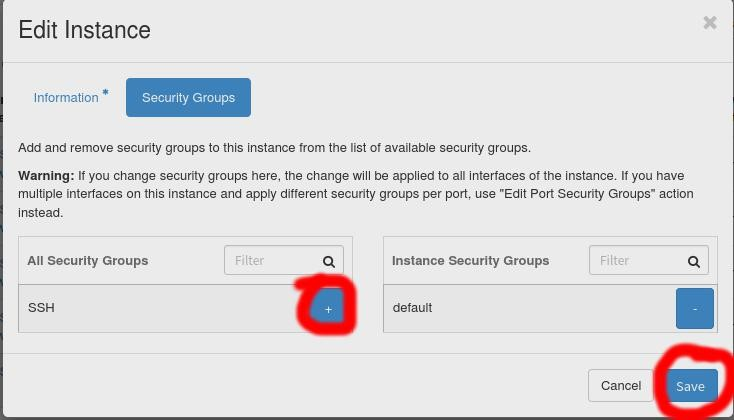 Edit Instance
×
Information *
Security Groups
Add and remove security groups to this instance from the list of available security groups.
Warning: If you change security groups here, the change will be applied to all interfaces of the instance. If you have
multiple interfaces on this instance and apply different security groups per port, use "Edit Port Security Groups" action
instead.
All Security Groups
Filter
Instance Security Groups
Filter
SSH
+
default
-
Cancel
Save